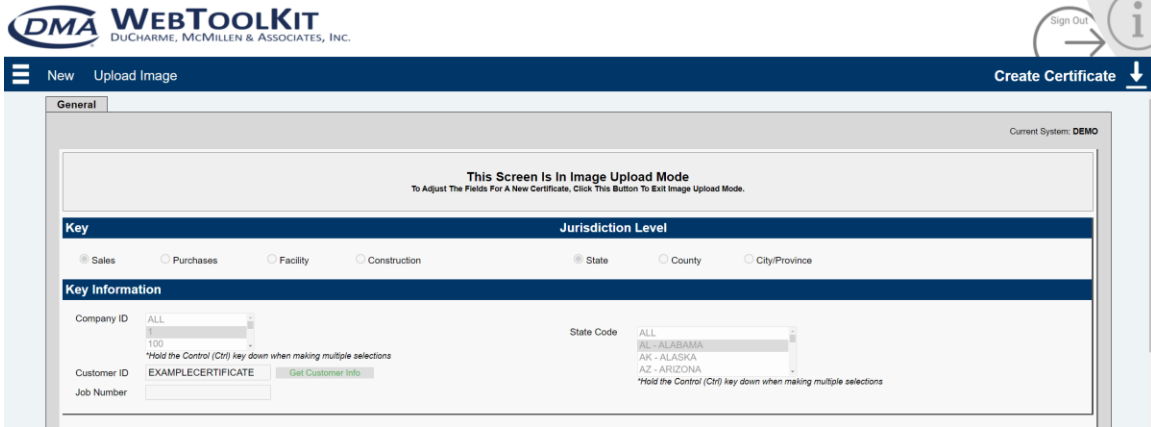 DMA WEBTOOLKIT
DUCHARME, MCMILLEN & ASSOCIATES, INC.
Sign Out
i
New Upload Image Create Certificate
General
Current System: DEMO
This Screen Is In Image Upload Mode
To Adjust The Fields For A New Certificate, Click This Button To Exit Image Upload Mode.
Key Jurisdiction Level
Sales Purchases Facility Construction State County City/Province
Key Information
Company ID ALL
1
100
*Hold the Control (Ctrl) key down when making multiple selections
State Code ALL
AL - ALABAMA
AK - ALASKA
AZ - ARIZONA
*Hold the Control (Ctrl) key down when making multiple selections
Customer ID EXAMPLECERTIFICATE Get Customer Info
Job Number